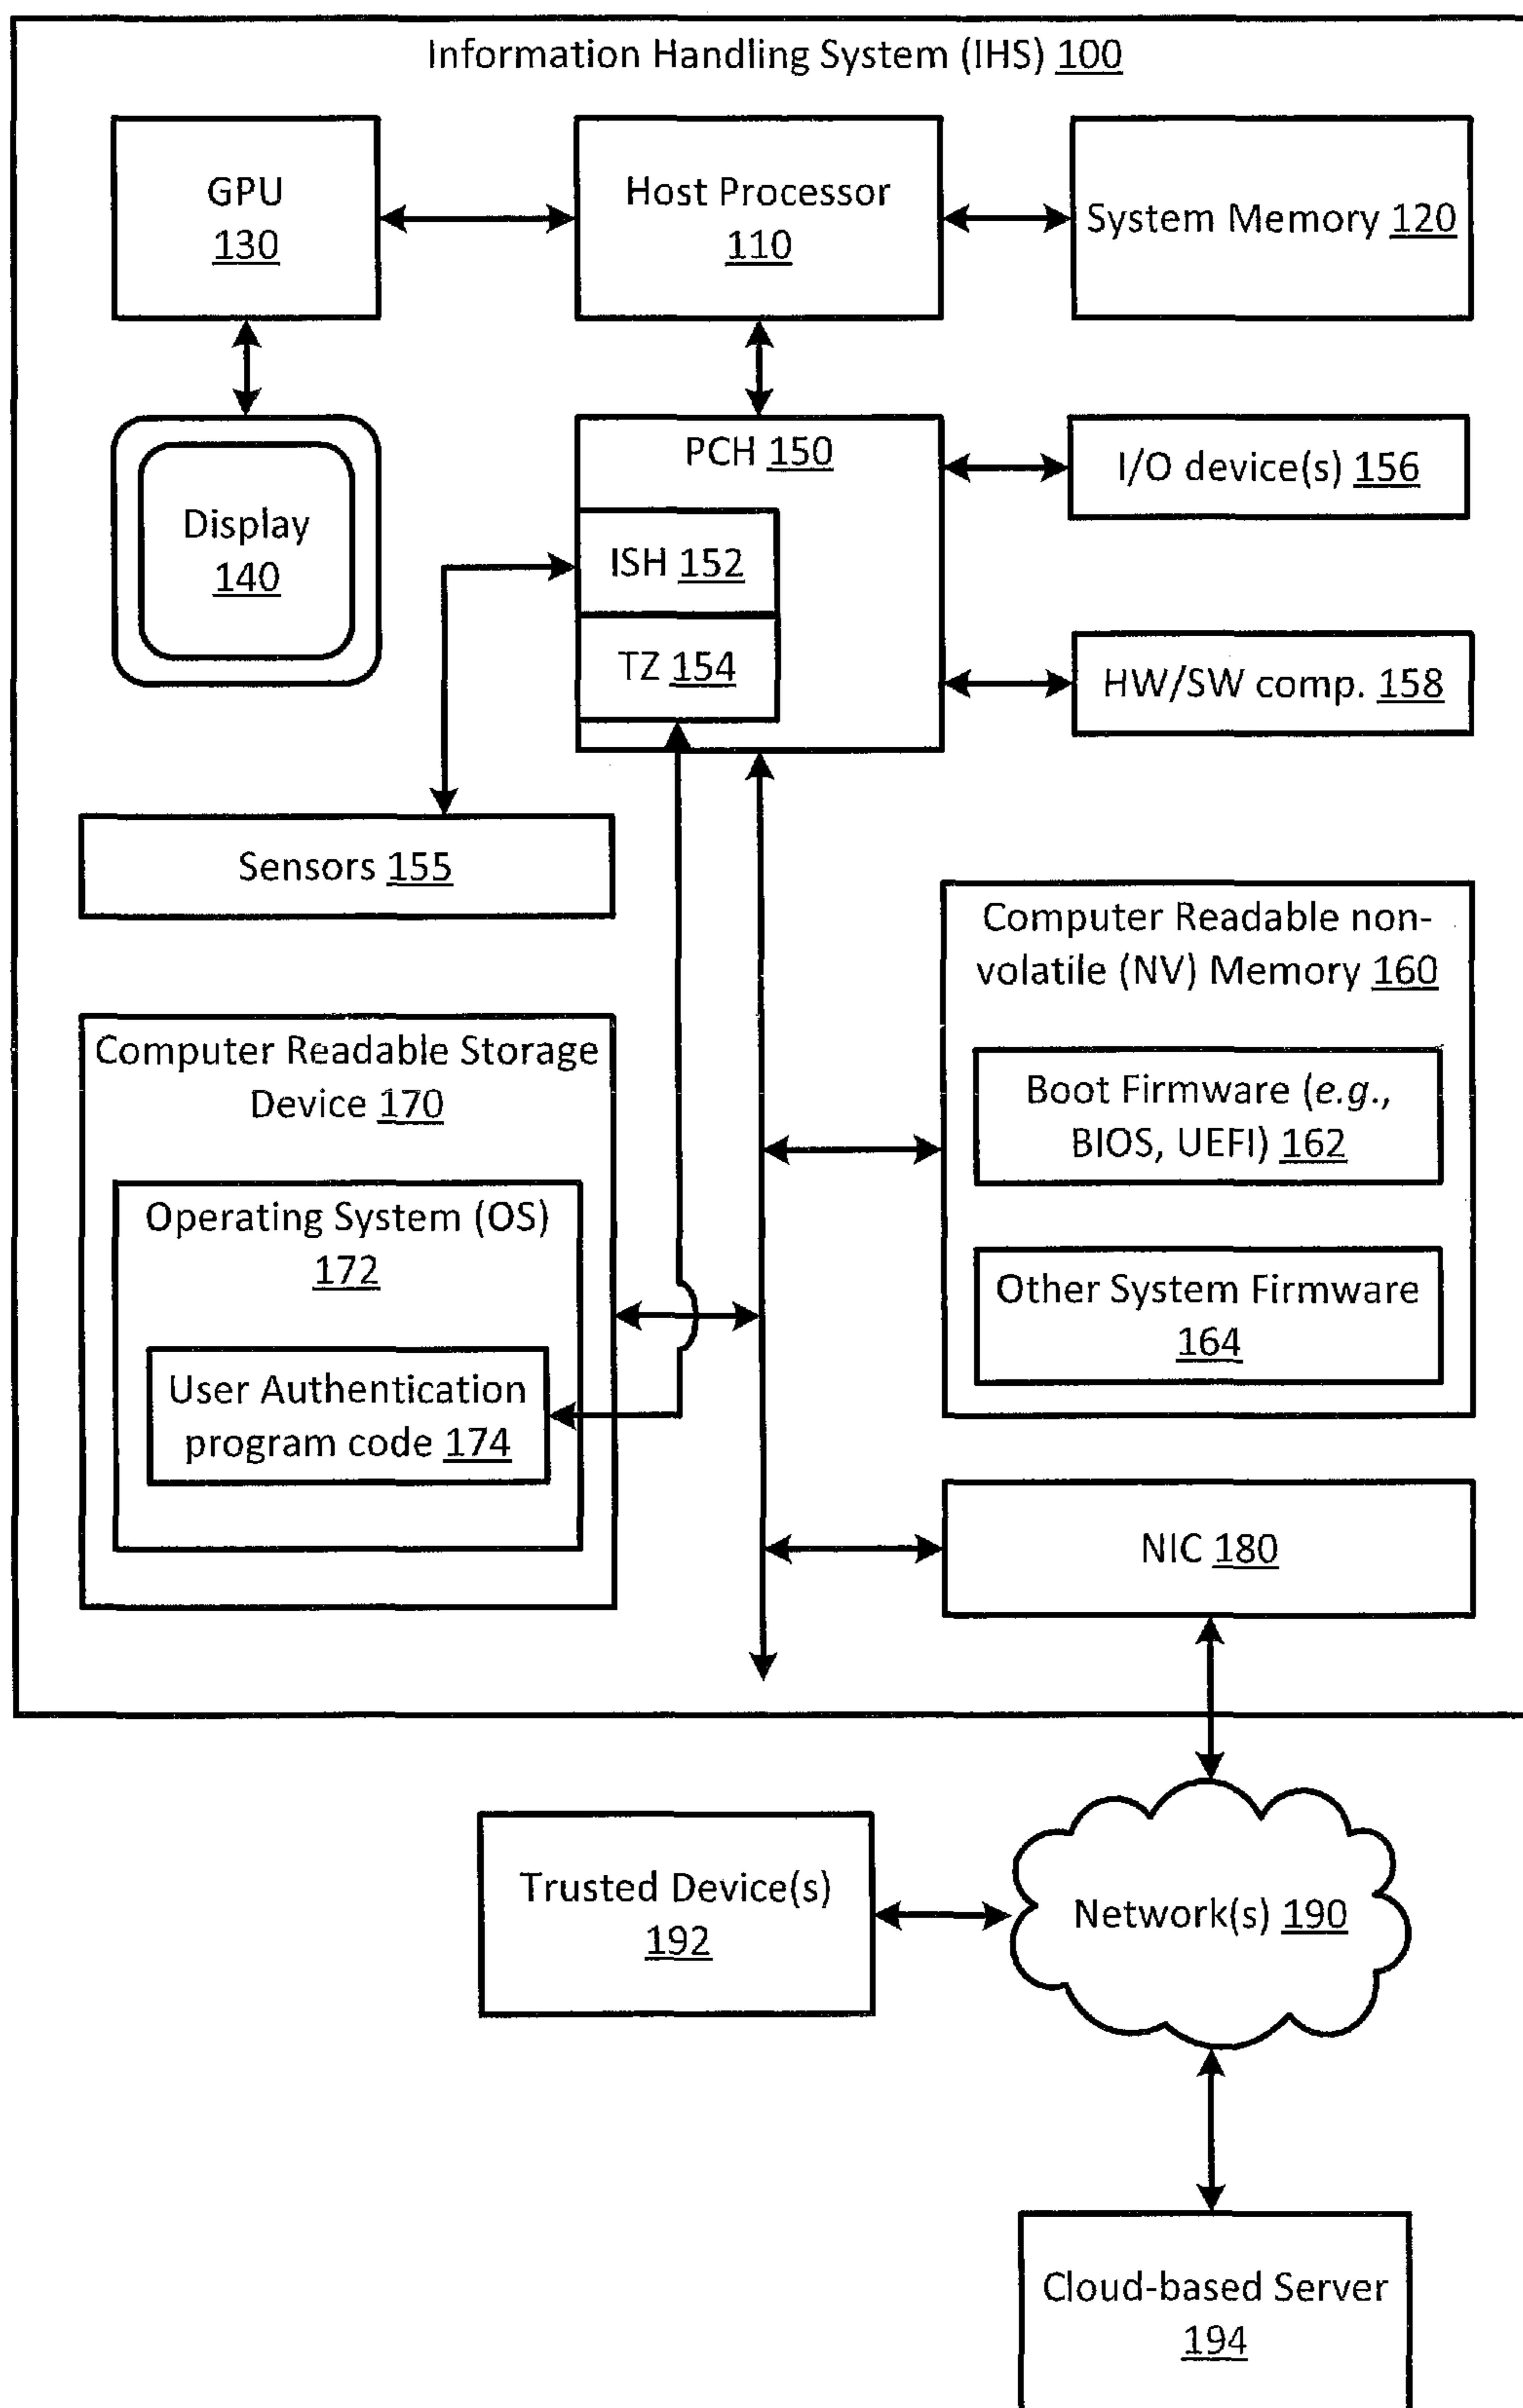 Information Handling System (IHS) 100
GPU
130
Host Processor
110
System Memory 120
Display
140
PCH 150
ISH 152
TZ 154
I/O device(s) 156
HW/SW comp. 158
Sensors 155
Computer Readable non-
volatile (NV) Memory 160
Boot Firmware (e.g.,
BIOS, UEFI) 162
Other System Firmware
164
Computer Readable Storage
Device 170
Operating System (OS)
172
User Authentication
program code 174
NIC 180
Trusted Device(s)
192
Network(s) 190
Cloud-based Server
194